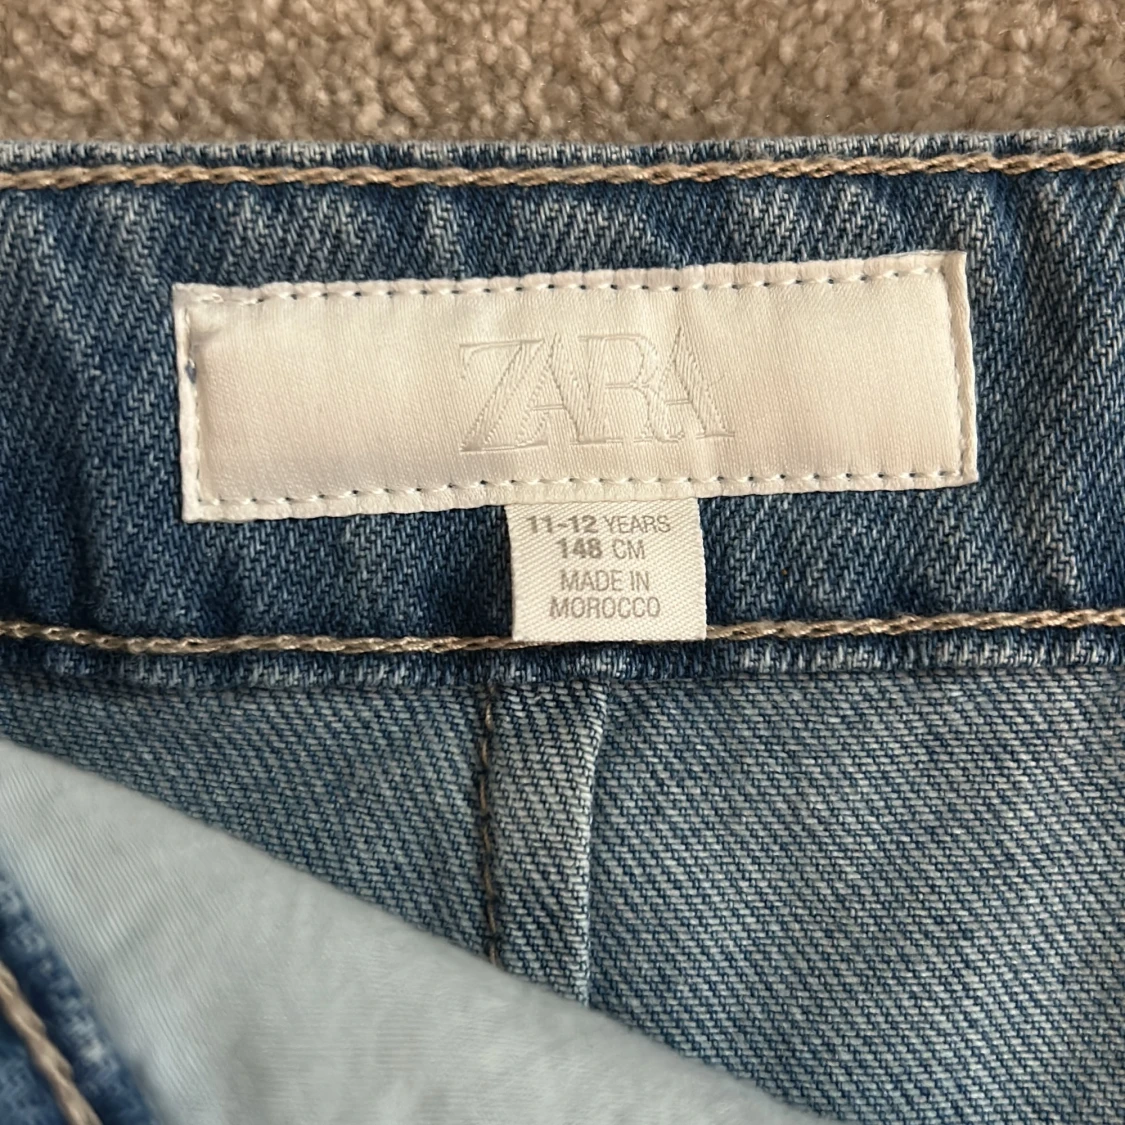 ZARA
11-12 YEARS
148 CM
MADE IN
MOROCCO